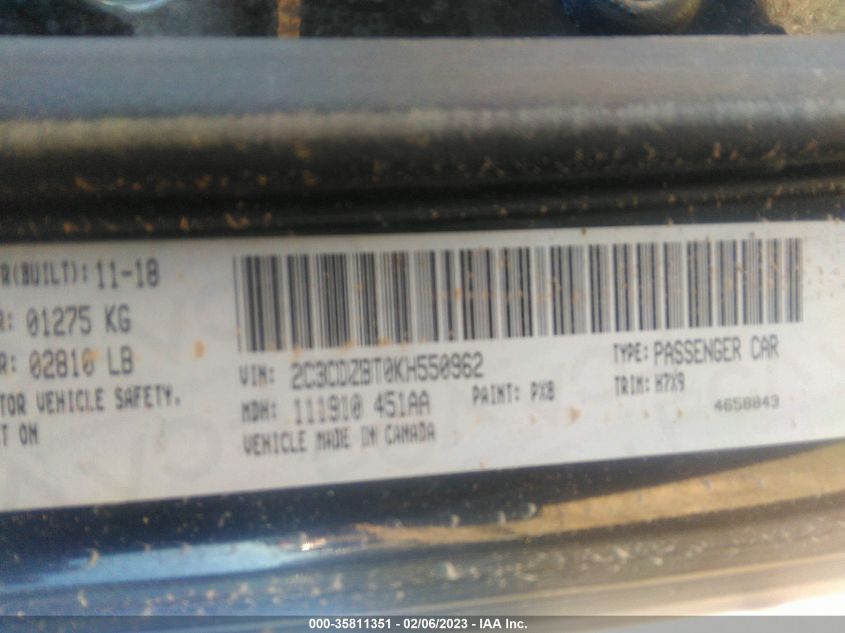 R(BUILT): 11-18
R: 01275 KG
R: 02810 LB
TOR VEHICLE SAFETY.
T ON
VIN: 2C3CDZBT0KH550962
TYPE: PASSENGER CAR
MDH: 111910 451AA
PAINT: PX8
TRIM: H7X9
VEHICLE MADE IN CANADA
4658843
000-35811351 - 02/06/2023 - IAA Inc.